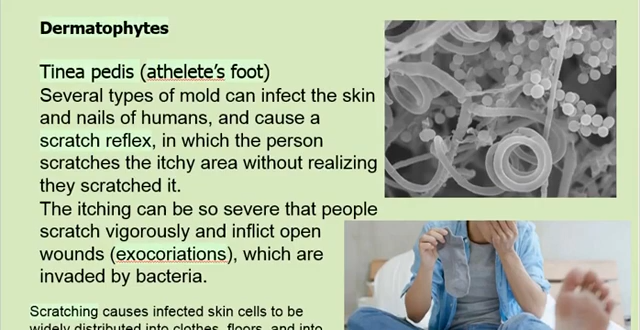 Dermatophytes
Tinea pedis (athelete's foot)
Several types of mold can infect the skin
and nails of humans, and cause a
scratch reflex, in which the person
scratches the itchy area without realizing
they scratched it.
The itching can be so severe that people
scratch vigorously and inflict open
wounds (exocoriations), which are
invaded by bacteria.
Scratching causes infected skin cells to be
widely distributed into clothes, floors, and into